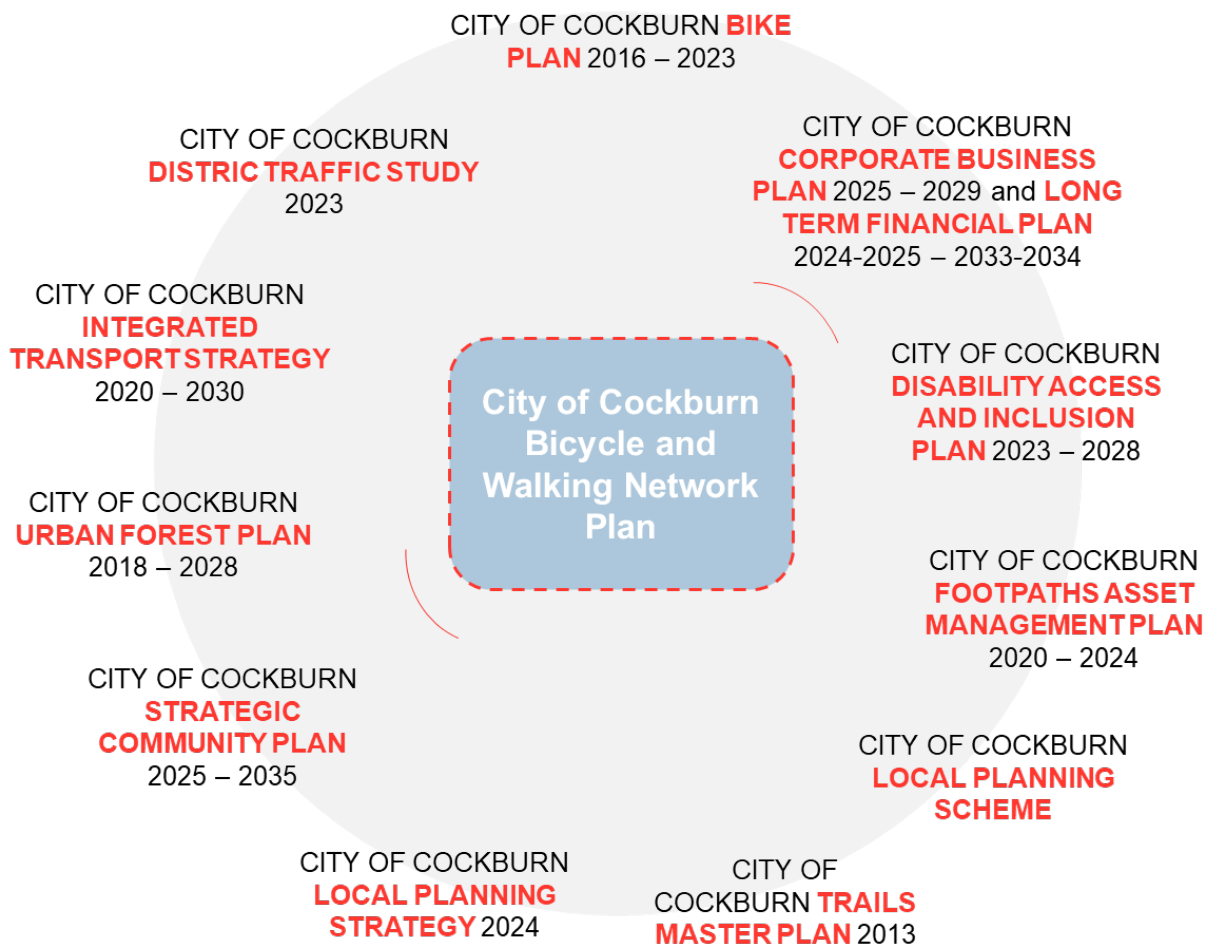 CITY OF COCKBURN BIKE
PLAN 2016 – 2023
CITY OF COCKBURN
CORPORATE BUSINESS
PLAN 2025 – 2029 and LONG
TERM FINANCIAL PLAN
2024-2025 – 2033-2034
CITY OF COCKBURN
DISABILITY ACCESS
AND INCLUSION
PLAN 2023 – 2028
CITY OF COCKBURN
FOOTPATHS ASSET
MANAGEMENT PLAN
2020 – 2024
CITY OF COCKBURN
LOCAL PLANNING
SCHEME
CITY OF
COCKBURN TRAILS
MASTER PLAN 2013
CITY OF COCKBURN
LOCAL PLANNING
STRATEGY 2024
CITY OF COCKBURN
STRATEGIC
COMMUNITY PLAN
2025 – 2035
CITY OF COCKBURN
URBAN FOREST PLAN
2018 – 2028
CITY OF COCKBURN
INTEGRATED
TRANSPORT STRATEGY
2020 – 2030
CITY OF COCKBURN
DISTRIC TRAFFIC STUDY
2023
City of Cockburn
Bicycle and
Walking Network
Plan